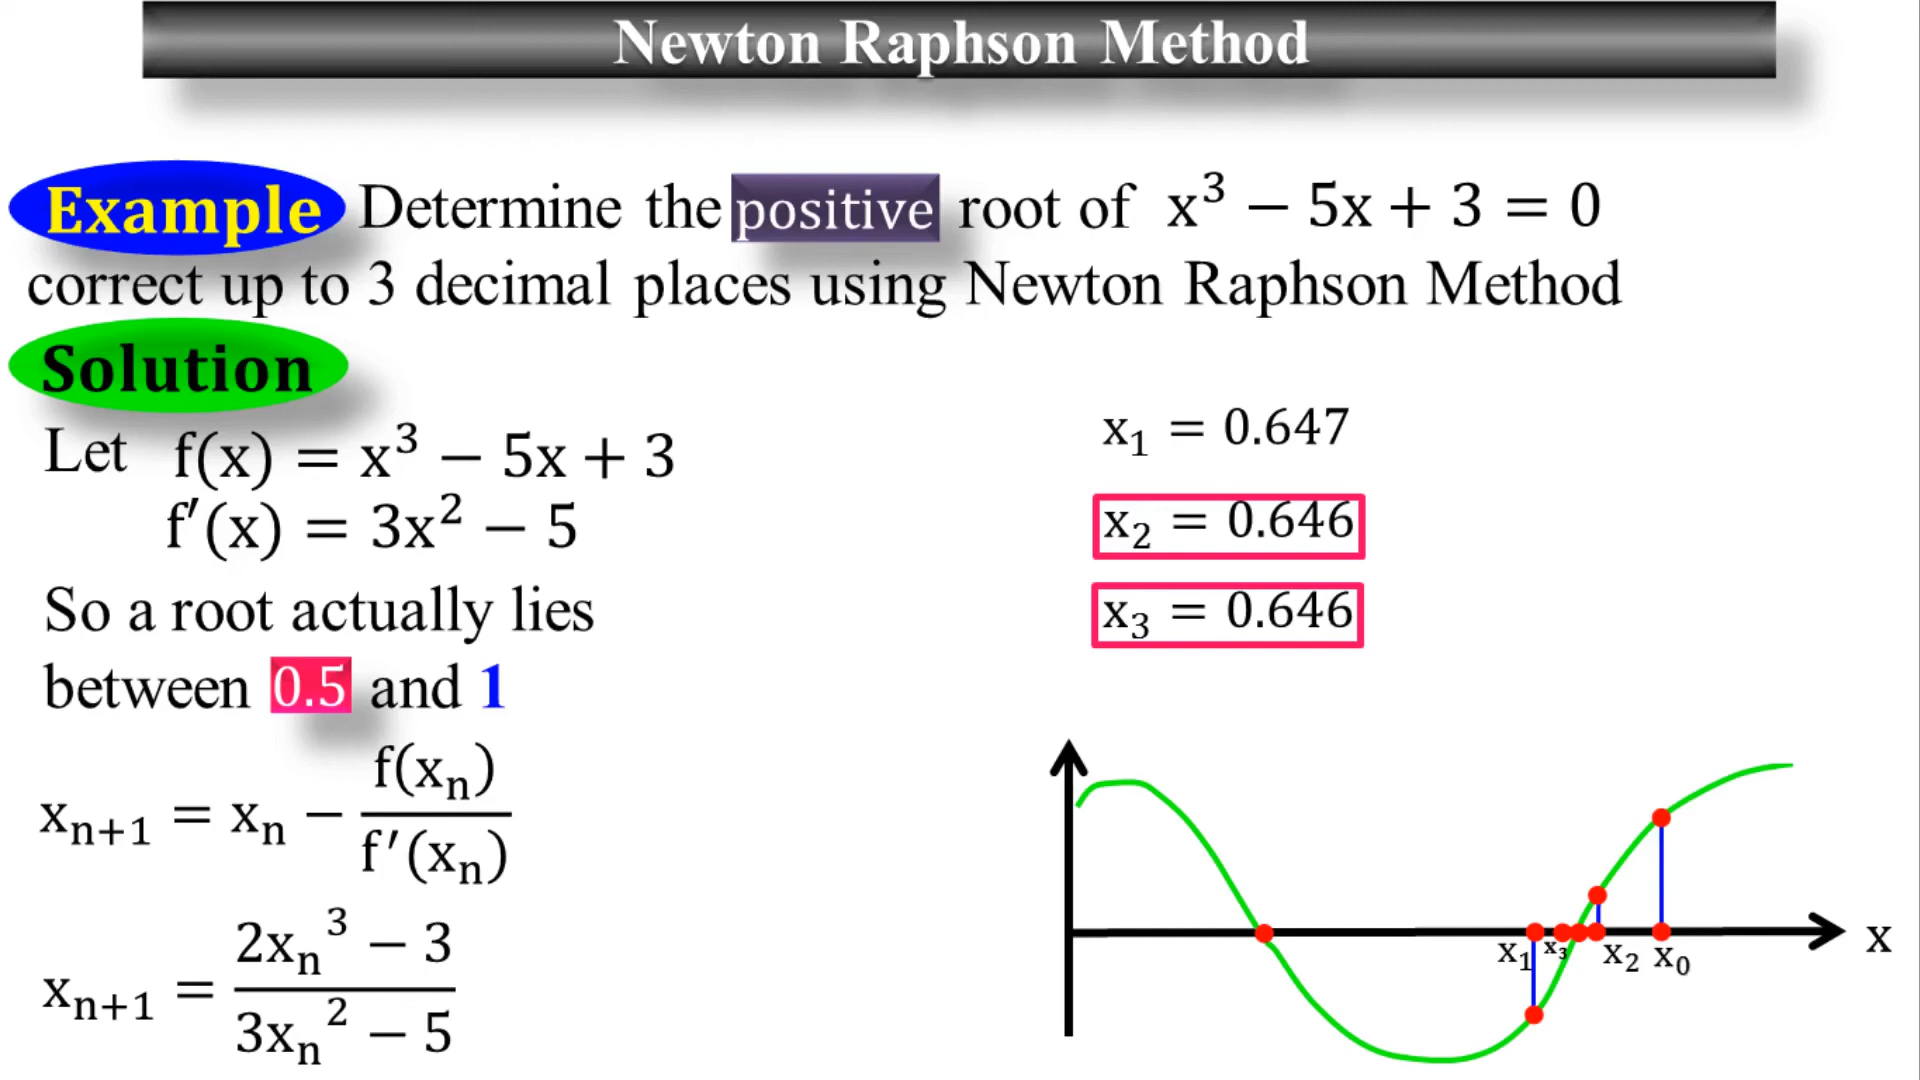 Newton Raphson Method
Example Determine the positive root of x³ − 5x + 3 = 0
correct up to 3 decimal places using Newton Raphson Method
Solution
Let f(x) = x³ − 5x + 3
f′(x) = 3x² − 5
So a root actually lies
between 0.5 and 1
xₙ₊₁ = xₙ − f(xₙ) / f′(xₙ)
xₙ₊₁ = (2xₙ³ − 3) / (3xₙ² − 5)
x₁ = 0.647
x₂ = 0.646
x₃ = 0.646
x₁ x₃ x₂ x₀ x